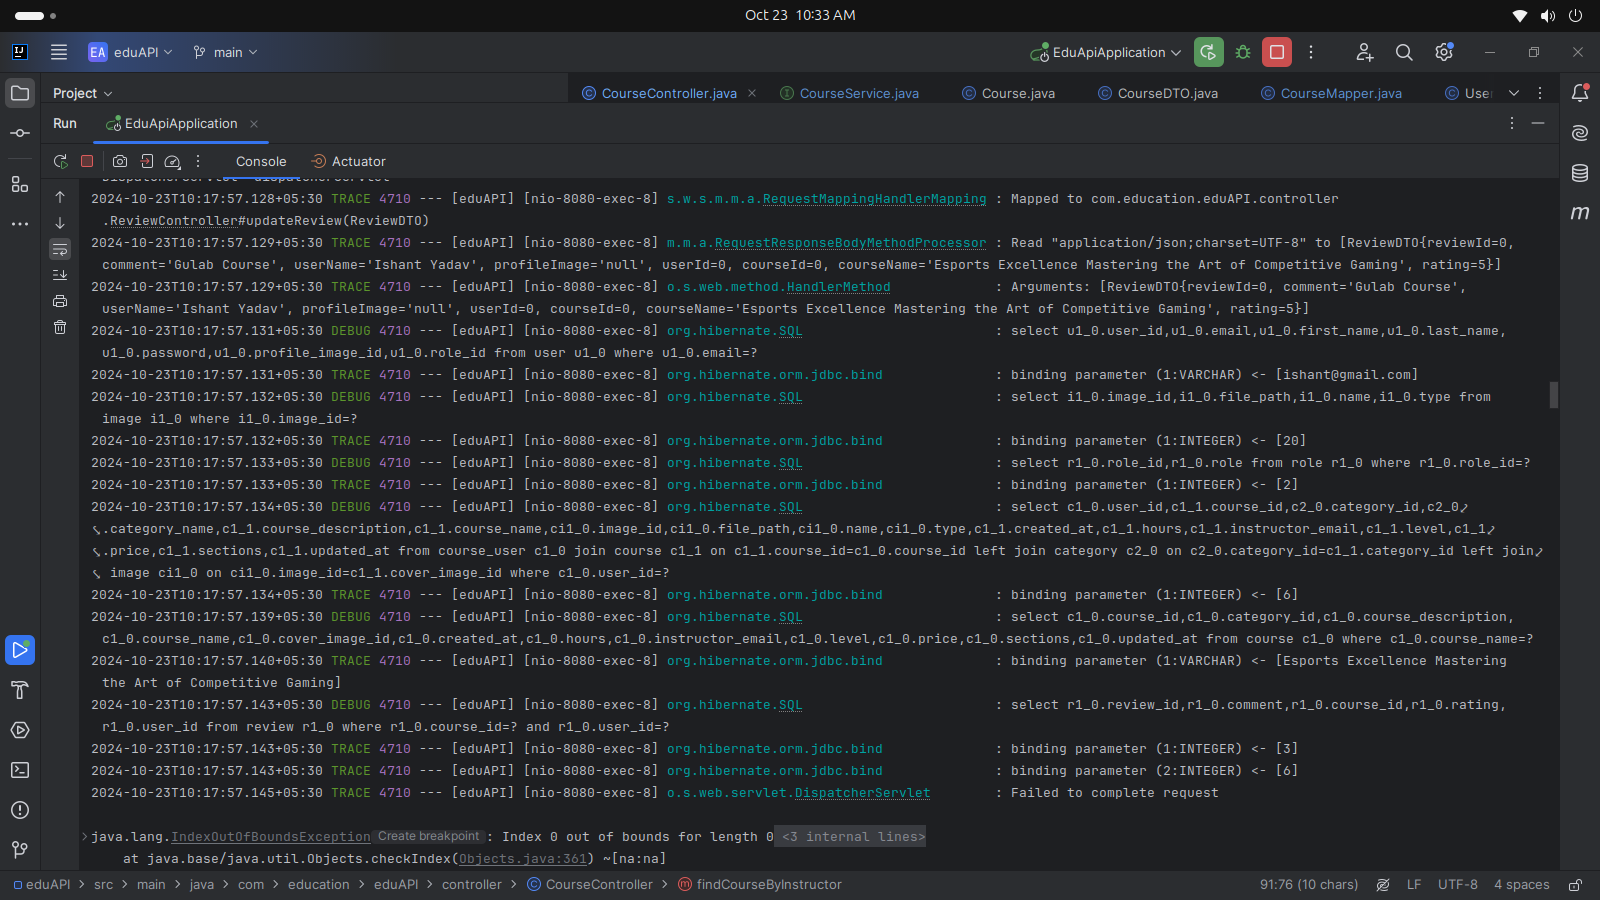 Oct 23 10:33 AM
IJ
EA eduAPI main EduApiApplication
Project CourseController.java CourseService.java Course.java CourseDTO.java CourseMapper.java Use
Run EduApiApplication
Console Actuator
2024-10-23T10:17:57.128+05:30 TRACE 4710 --- [eduAPI] [nio-8080-exec-8] s.w.s.m.m.a.RequestMappingHandlerMapping : Mapped to com.education.eduAPI.controller
.ReviewController#updateReview(ReviewDTO)
2024-10-23T10:17:57.129+05:30 TRACE 4710 --- [eduAPI] [nio-8080-exec-8] m.m.a.RequestResponseBodyMethodProcessor : Read "application/json;charset=UTF-8" to [ReviewDTO{reviewId=0,
comment='Gulab Course', userName='Ishant Yadav', profileImage='null', userId=0, courseId=0, courseName='Esports Excellence Mastering the Art of Competitive Gaming', rating=5}]
2024-10-23T10:17:57.129+05:30 TRACE 4710 --- [eduAPI] [nio-8080-exec-8] o.s.web.method.HandlerMethod : Arguments: [ReviewDTO{reviewId=0, comment='Gulab Course',
userName='Ishant Yadav', profileImage='null', userId=0, courseId=0, courseName='Esports Excellence Mastering the Art of Competitive Gaming', rating=5}]
2024-10-23T10:17:57.131+05:30 DEBUG 4710 --- [eduAPI] [nio-8080-exec-8] org.hibernate.SQL : select u1_0.user_id,u1_0.email,u1_0.first_name,u1_0.last_name,
u1_0.password,u1_0.profile_image_id,u1_0.role_id from user u1_0 where u1_0.email=?
2024-10-23T10:17:57.131+05:30 TRACE 4710 --- [eduAPI] [nio-8080-exec-8] org.hibernate.orm.jdbc.bind : binding parameter (1:VARCHAR) <- [ishant@gmail.com]
2024-10-23T10:17:57.132+05:30 DEBUG 4710 --- [eduAPI] [nio-8080-exec-8] org.hibernate.SQL : select i1_0.image_id,i1_0.file_path,i1_0.name,i1_0.type from
image i1_0 where i1_0.image_id=?
2024-10-23T10:17:57.132+05:30 TRACE 4710 --- [eduAPI] [nio-8080-exec-8] org.hibernate.orm.jdbc.bind : binding parameter (1:INTEGER) <- [20]
2024-10-23T10:17:57.133+05:30 DEBUG 4710 --- [eduAPI] [nio-8080-exec-8] org.hibernate.SQL : select r1_0.role_id,r1_0.role from role r1_0 where r1_0.role_id=?
2024-10-23T10:17:57.133+05:30 TRACE 4710 --- [eduAPI] [nio-8080-exec-8] org.hibernate.orm.jdbc.bind : binding parameter (1:INTEGER) <- [2]
2024-10-23T10:17:57.134+05:30 DEBUG 4710 --- [eduAPI] [nio-8080-exec-8] org.hibernate.SQL : select c1_0.user_id,c1_1.course_id,c2_0.category_id,c2_0
.category_name,c1_1.course_description,c1_1.course_name,ci1_0.image_id,ci1_0.file_path,ci1_0.name,ci1_0.type,c1_1.created_at,c1_1.hours,c1_1.instructor_email,c1_1.level,c1_1
.price,c1_1.sections,c1_1.updated_at from course_user c1_0 join course c1_1 on c1_1.course_id=c1_0.course_id left join category c2_0 on c2_0.category_id=c1_1.category_id left join
image ci1_0 on ci1_0.image_id=c1_1.cover_image_id where c1_0.user_id=?
2024-10-23T10:17:57.134+05:30 TRACE 4710 --- [eduAPI] [nio-8080-exec-8] org.hibernate.orm.jdbc.bind : binding parameter (1:INTEGER) <- [6]
2024-10-23T10:17:57.139+05:30 DEBUG 4710 --- [eduAPI] [nio-8080-exec-8] org.hibernate.SQL : select c1_0.course_id,c1_0.category_id,c1_0.course_description,
c1_0.course_name,c1_0.cover_image_id,c1_0.created_at,c1_0.hours,c1_0.instructor_email,c1_0.level,c1_0.price,c1_0.sections,c1_0.updated_at from course c1_0 where c1_0.course_name=?
2024-10-23T10:17:57.140+05:30 TRACE 4710 --- [eduAPI] [nio-8080-exec-8] org.hibernate.orm.jdbc.bind : binding parameter (1:VARCHAR) <- [Esports Excellence Mastering
the Art of Competitive Gaming]
2024-10-23T10:17:57.143+05:30 DEBUG 4710 --- [eduAPI] [nio-8080-exec-8] org.hibernate.SQL : select r1_0.review_id,r1_0.comment,r1_0.course_id,r1_0.rating,
r1_0.user_id from review r1_0 where r1_0.course_id=? and r1_0.user_id=?
2024-10-23T10:17:57.143+05:30 TRACE 4710 --- [eduAPI] [nio-8080-exec-8] org.hibernate.orm.jdbc.bind : binding parameter (1:INTEGER) <- [3]
2024-10-23T10:17:57.143+05:30 TRACE 4710 --- [eduAPI] [nio-8080-exec-8] org.hibernate.orm.jdbc.bind : binding parameter (2:INTEGER) <- [6]
2024-10-23T10:17:57.145+05:30 TRACE 4710 --- [eduAPI] [nio-8080-exec-8] o.s.web.servlet.DispatcherServlet : Failed to complete request
java.lang.IndexOutOfBoundsException Create breakpoint : Index 0 out of bounds for length 0 <3 internal lines>
at java.base/java.util.Objects.checkIndex(Objects.java:361) ~[na:na]
eduAPI > src > main > java > com > education > eduAPI > controller > CourseController > findCourseByInstructor 91:76 (10 chars) LF UTF-8 4 spaces